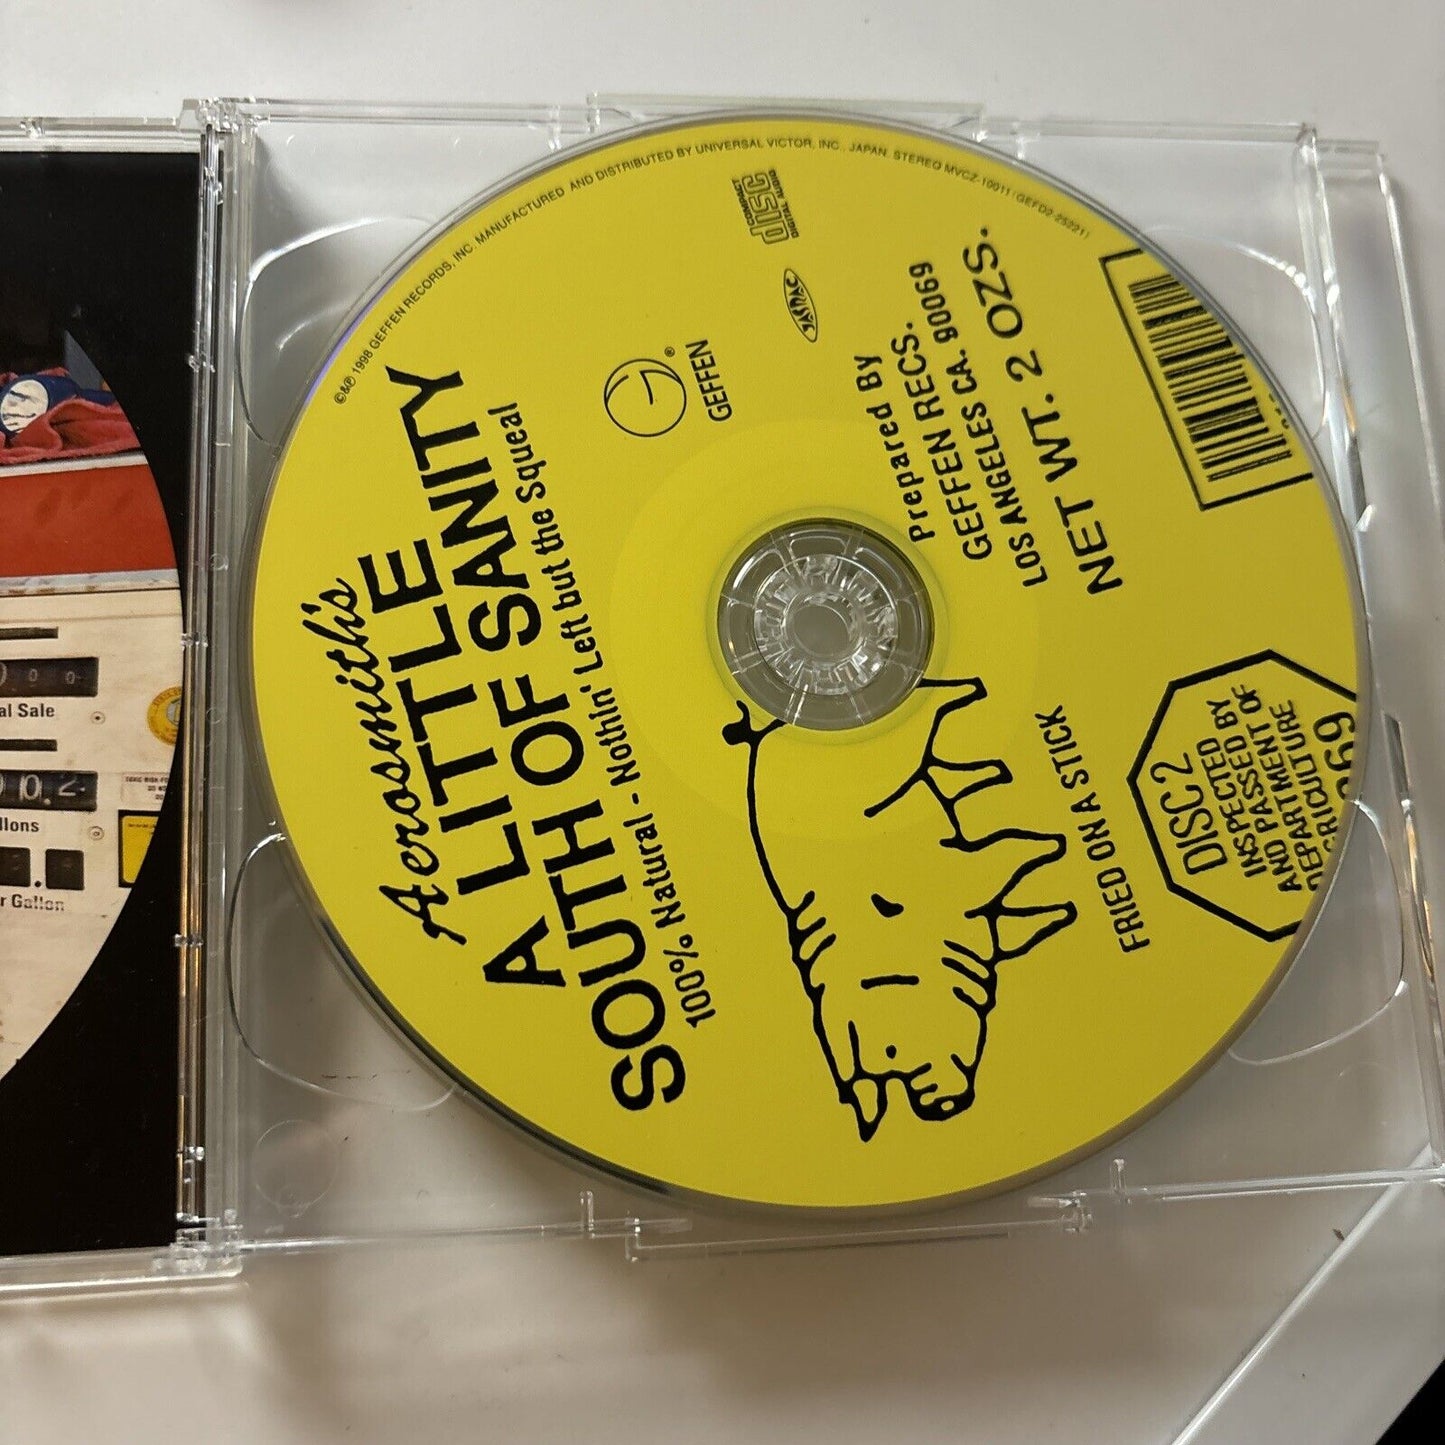 ©&℗ 1998 GEFFEN RECORDS, INC. MANUFACTURED AND DISTRIBUTED BY UNIVERSAL VICTOR, INC., JAPAN. STEREO MVCZ-10011 (GEFD2-25221)
Aerosmith's
A LITTLE
SOUTH OF SANITY
100% Natural - Nothin' Left but the Squeal
GEFFEN®
JASRAC
COMPACT
disc
DIGITAL AUDIO
Prepared By
GEFFEN RECS.
LOS ANGELES CA. 90069
NET WT. 2 OZS.
FRIED ON A STICK
DISC 2
INSPECTED BY
AND PASSED BY
DEPARTMENT OF
AGRICULTURE
069
al Sale
llons
r Gallon